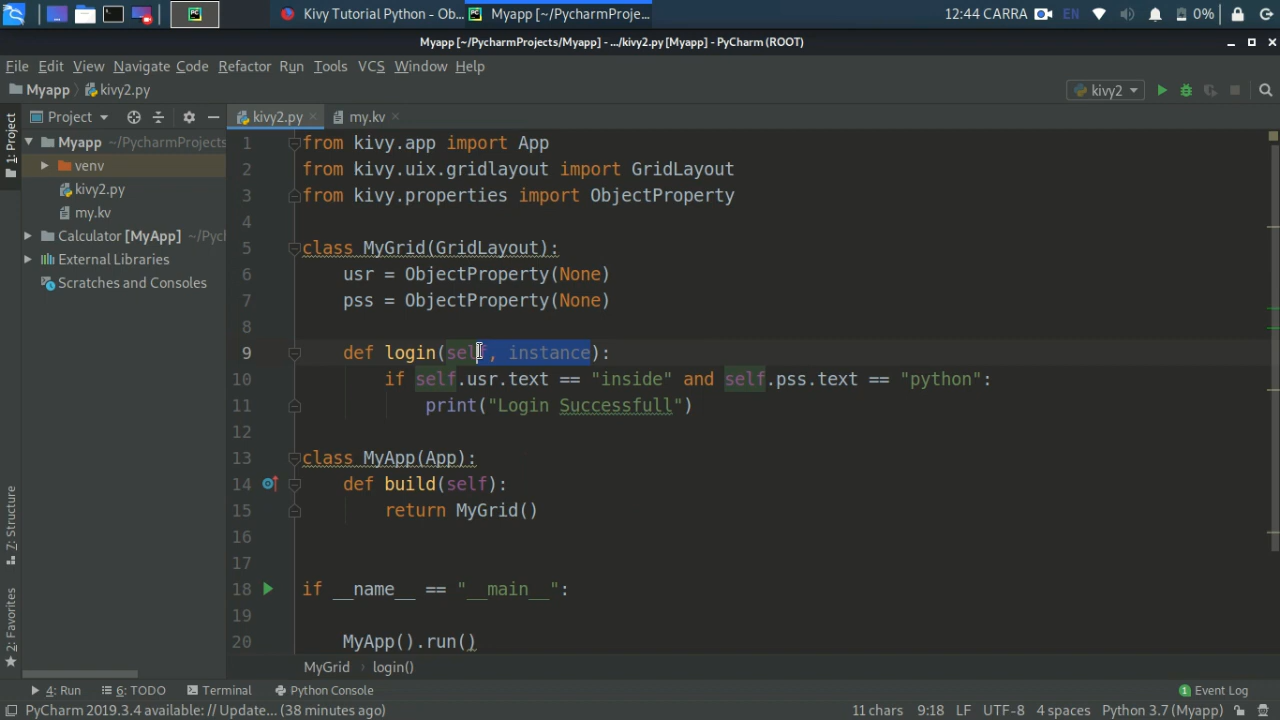 Kivy Tutorial Python - Ob...
Myapp [~/PycharmProje...
12:44 CARRA
EN
0%
Myapp [~/PycharmProjects/Myapp] - .../kivy2.py [Myapp] - PyCharm (ROOT)
File Edit View Navigate Code Refactor Run Tools VCS Window Help
Myapp kivy2.py
kivy2
Project
kivy2.py
my.kv
1: Project
Myapp ~/PycharmProjects
venv
kivy2.py
my.kv
Calculator [MyApp] ~/Pycl
External Libraries
Scratches and Consoles
7: Structure
2: Favorites
1 from kivy.app import App
2 from kivy.uix.gridlayout import GridLayout
3 from kivy.properties import ObjectProperty
4
5 class MyGrid(GridLayout):
6 usr = ObjectProperty(None)
7 pss = ObjectProperty(None)
8
9 def login(self, instance):
10 if self.usr.text == "inside" and self.pss.text == "python":
11 print("Login Successfull")
12
13 class MyApp(App):
14 def build(self):
15 return MyGrid()
16
17
18 if __name__ == "__main__":
19
20 MyApp().run()
MyGrid login()
4: Run 6: TODO Terminal Python Console
1 Event Log
PyCharm 2019.3.4 available: // Update... (38 minutes ago)
11 chars 9:18 LF UTF-8 4 spaces Python 3.7 (Myapp)